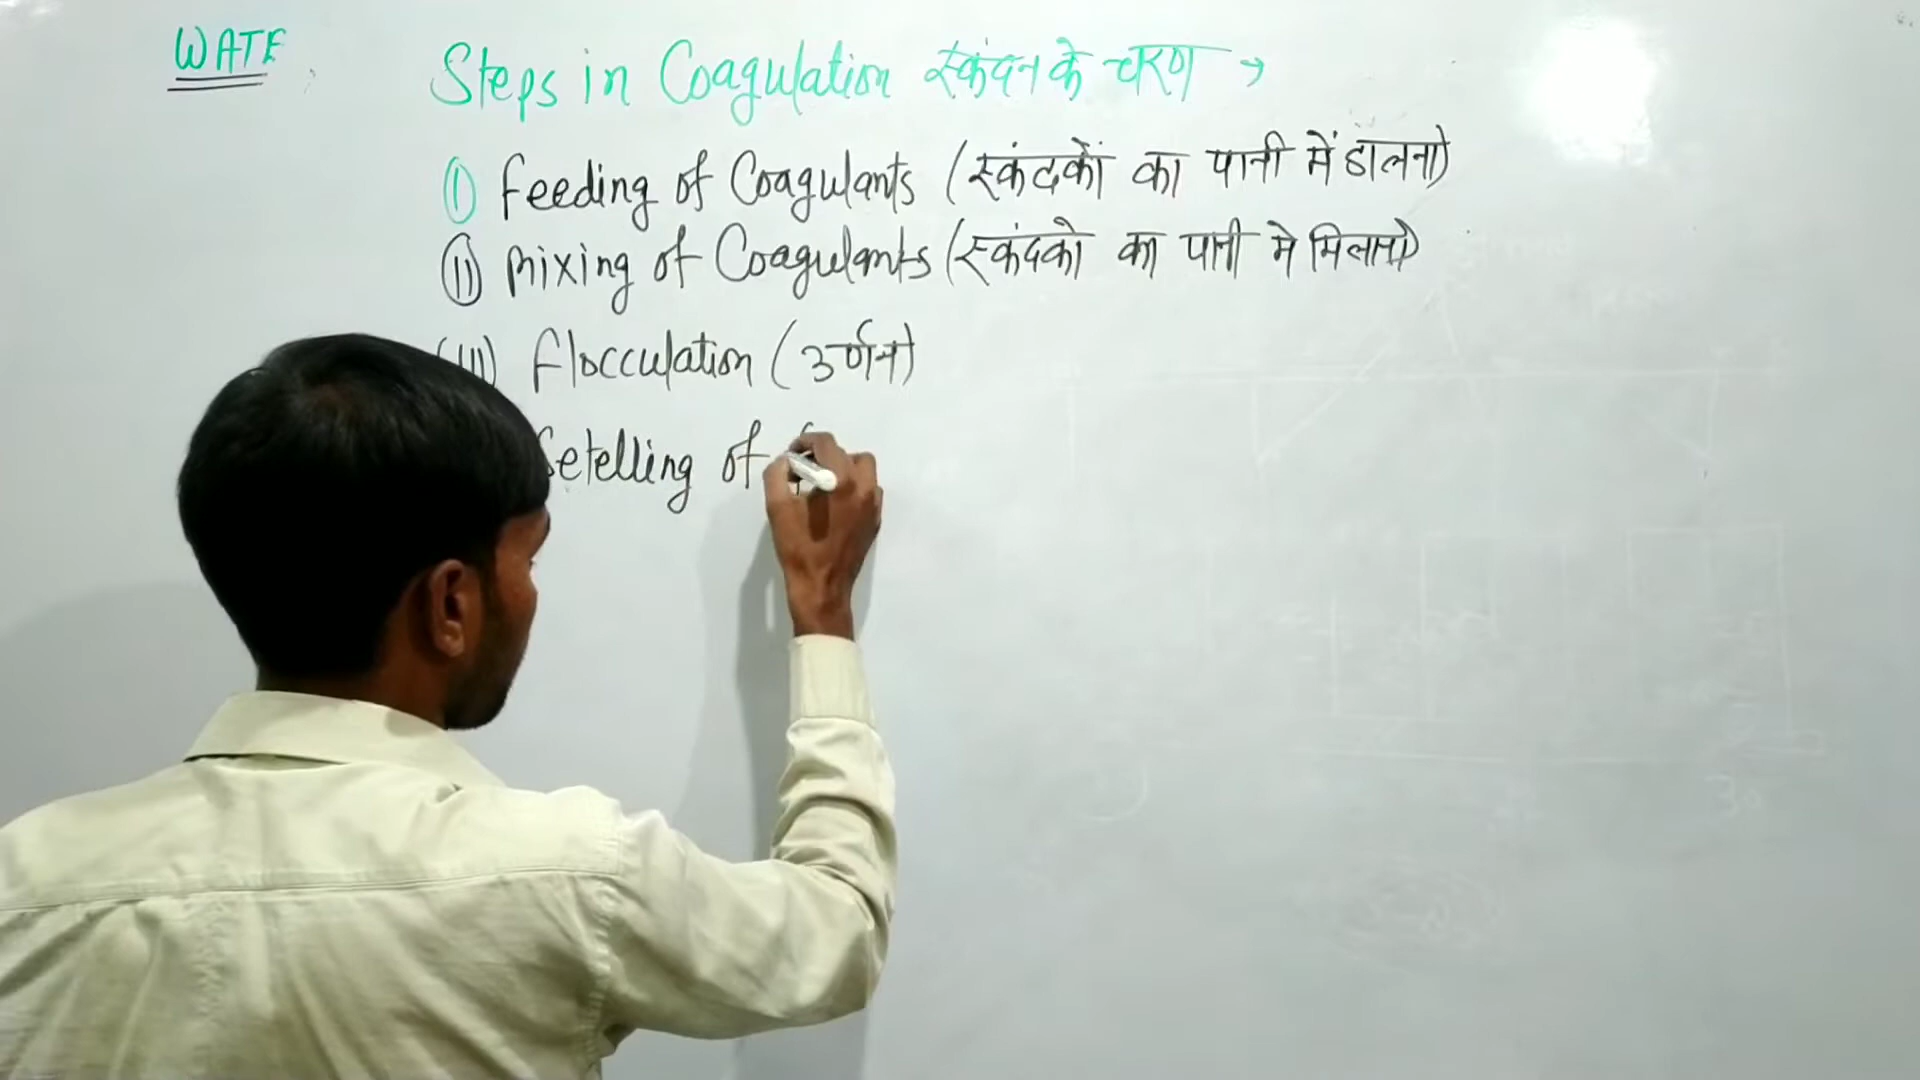 WATE
Steps in Coagulation स्कंदन के चरण →
(I) Feeding of Coagulants (स्कंदकों का पानी में डालना)
(II) Mixing of Coagulants (स्कंदको का पानी मे मिलाना)
(III) Flocculation (उर्णन)
Setelling of